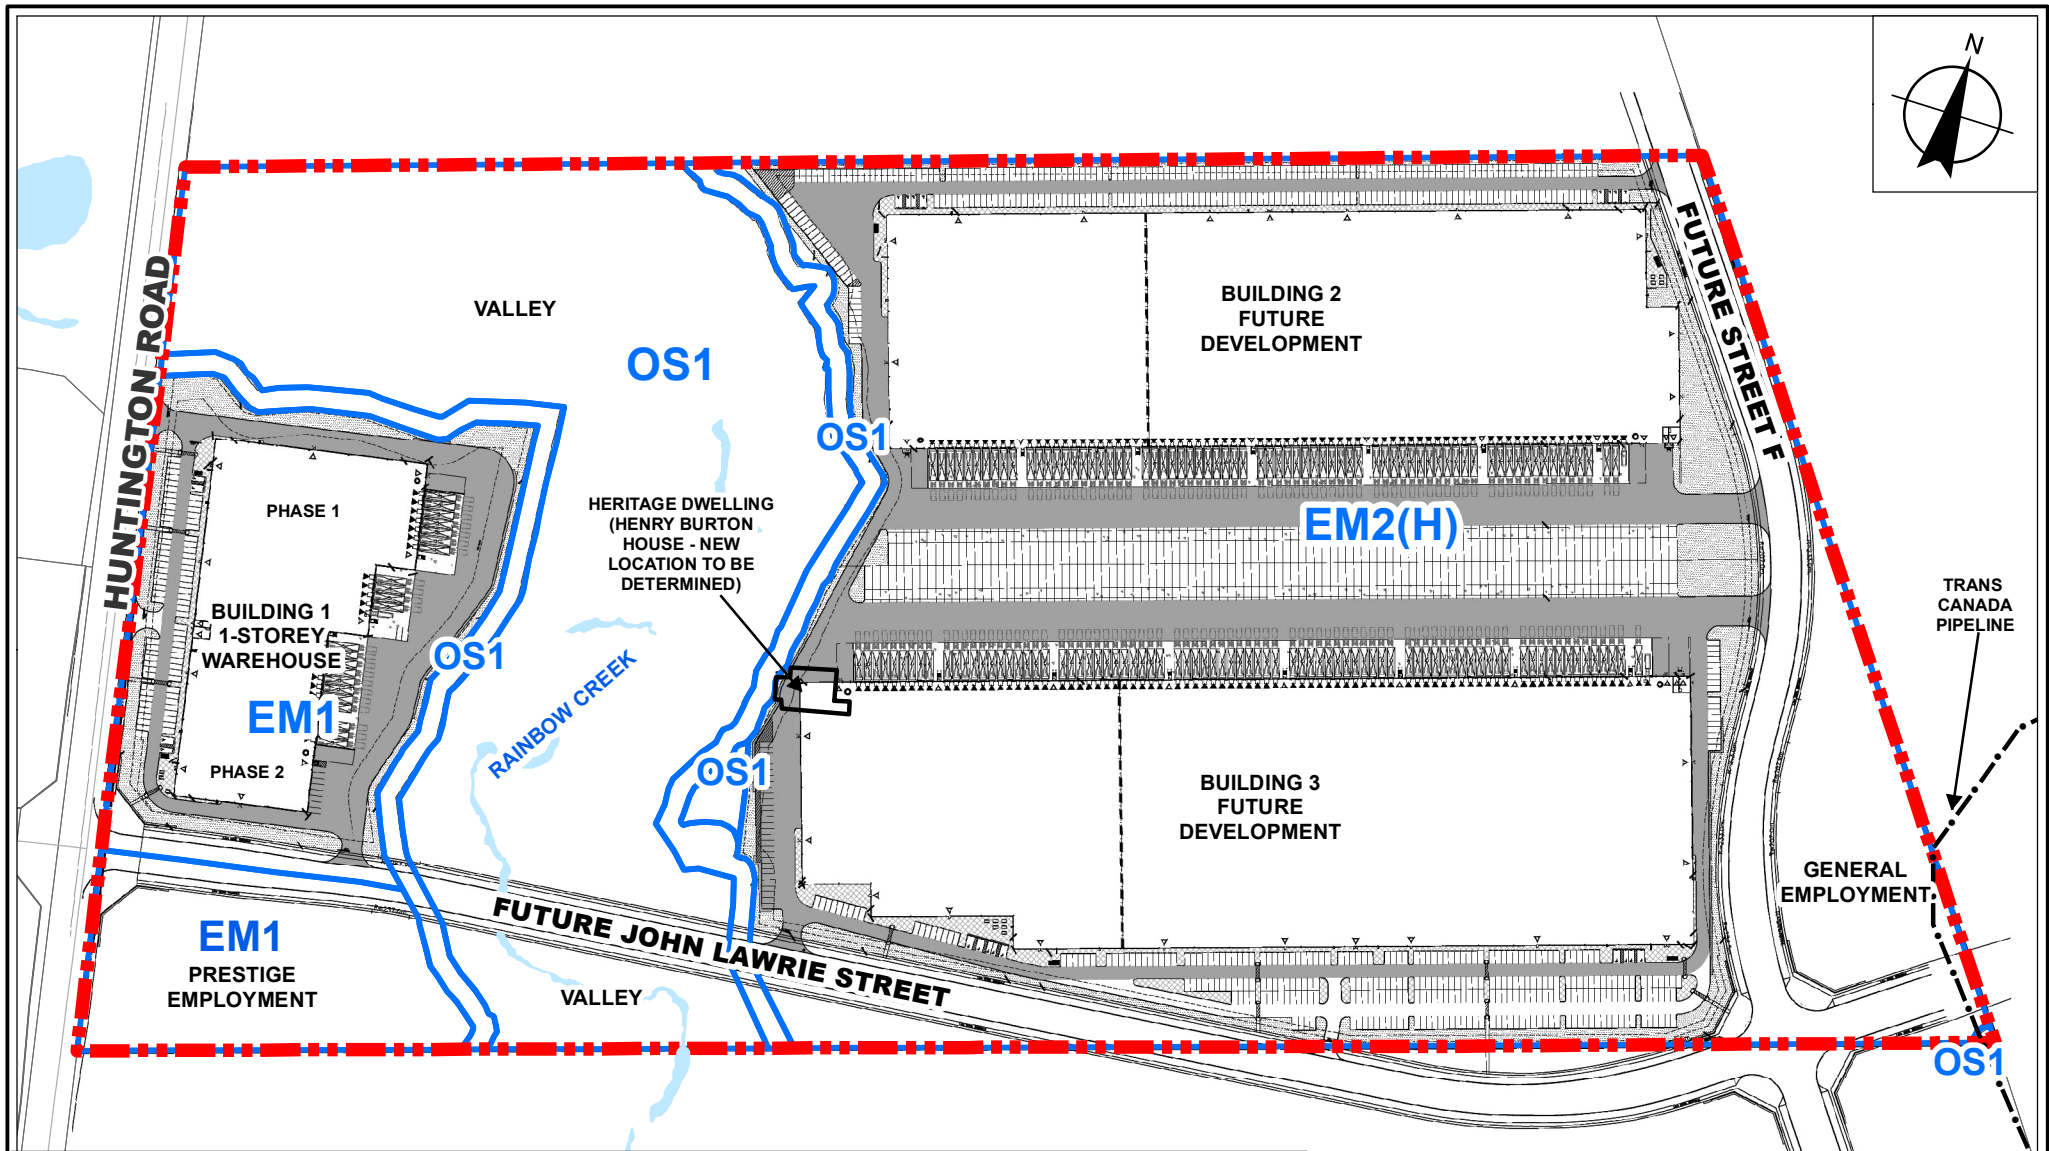 N
HUNTINGTON ROAD
VALLEY
OS1
BUILDING 2
FUTURE
DEVELOPMENT
FUTURE STREET F
OS1
PHASE 1
HERITAGE DWELLING
(HENRY BURTON
HOUSE - NEW
LOCATION TO BE
DETERMINED)
EM2(H)
TRANS
CANADA
PIPELINE
BUILDING 1
1-STOREY
WAREHOUSE
OS1
RAINBOW CREEK
EM1
PHASE 2
OS1
BUILDING 3
FUTURE
DEVELOPMENT
GENERAL
EMPLOYMENT
FUTURE JOHN LAWRIE STREET
EM1
PRESTIGE
EMPLOYMENT
VALLEY
OS1